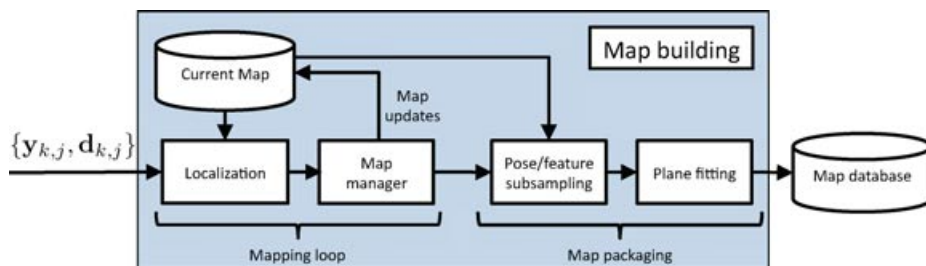 Map building
Current Map
Map
updates
{y_{k,j}, d_{k,j}}
Localization
Map
manager
Pose/feature
subsampling
Plane fitting
Map database
Mapping loop
Map packaging